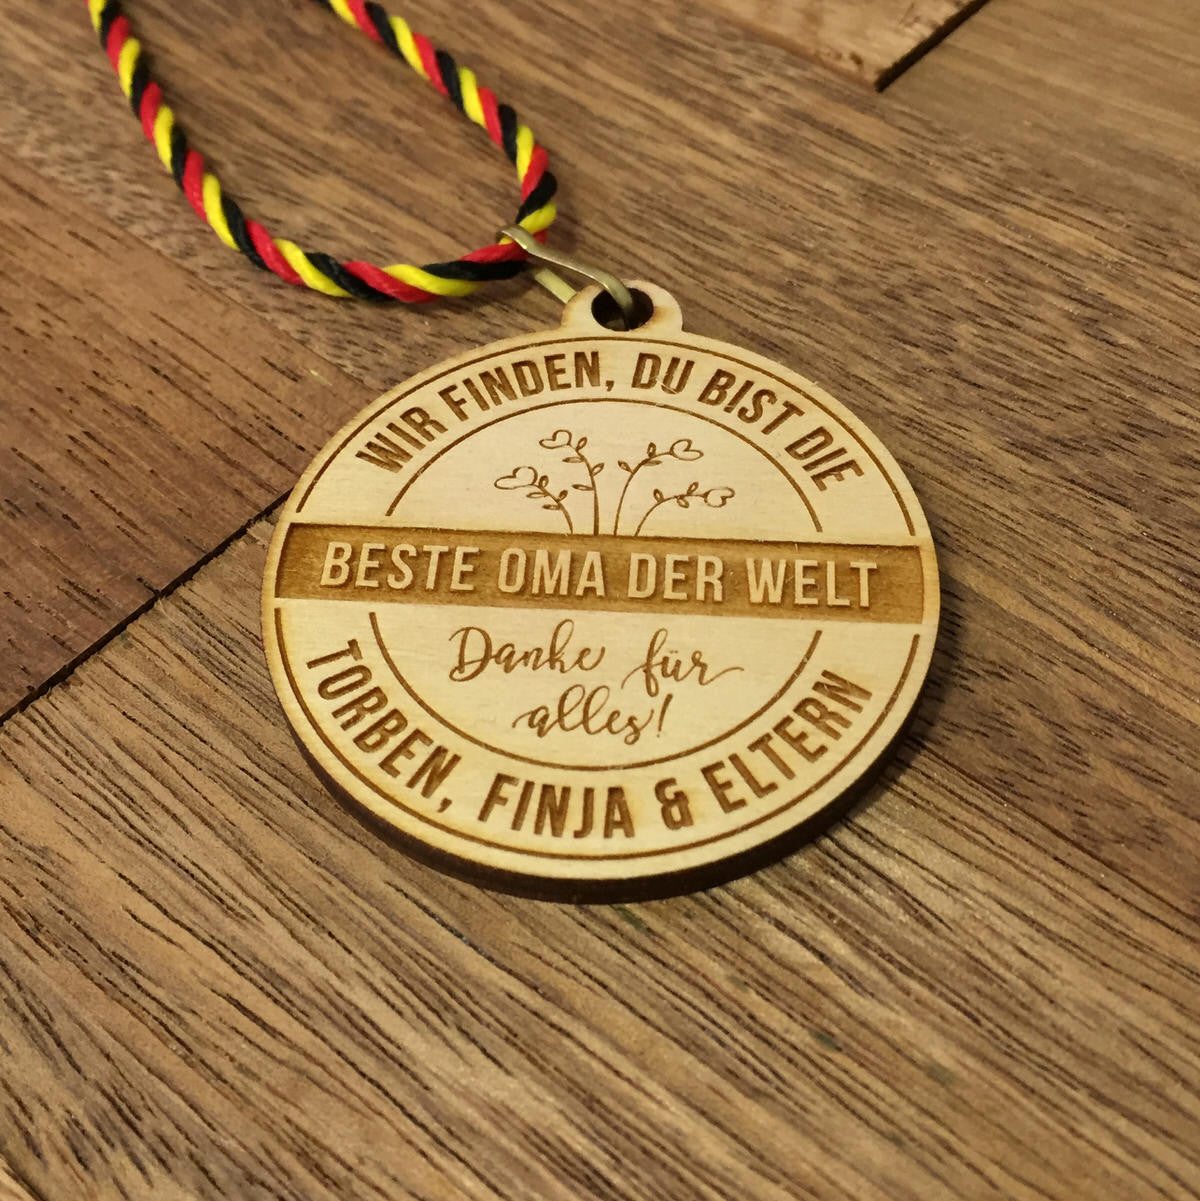 WIR FINDEN, DU BIST DIE
BESTE OMA DER WELT
Danke für
alles!
TORBEN, FINJA & ELTERN